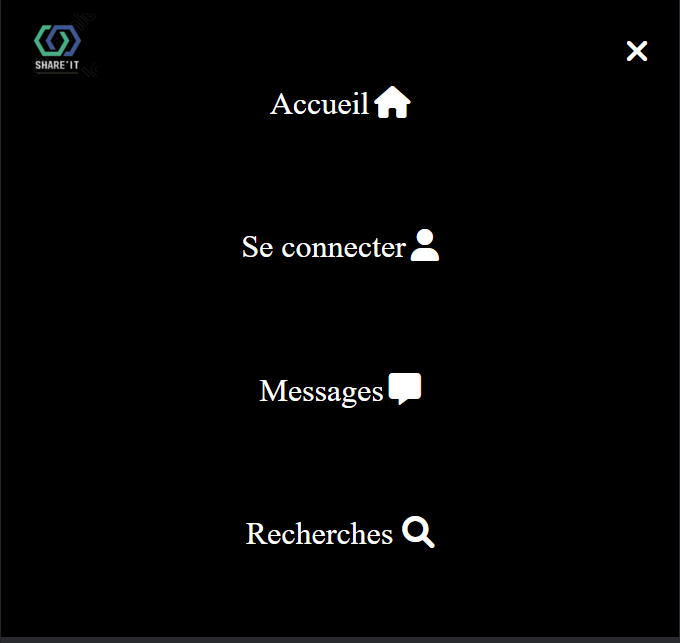 SHARE'IT
Accueil
Se connecter
Messages
Recherches